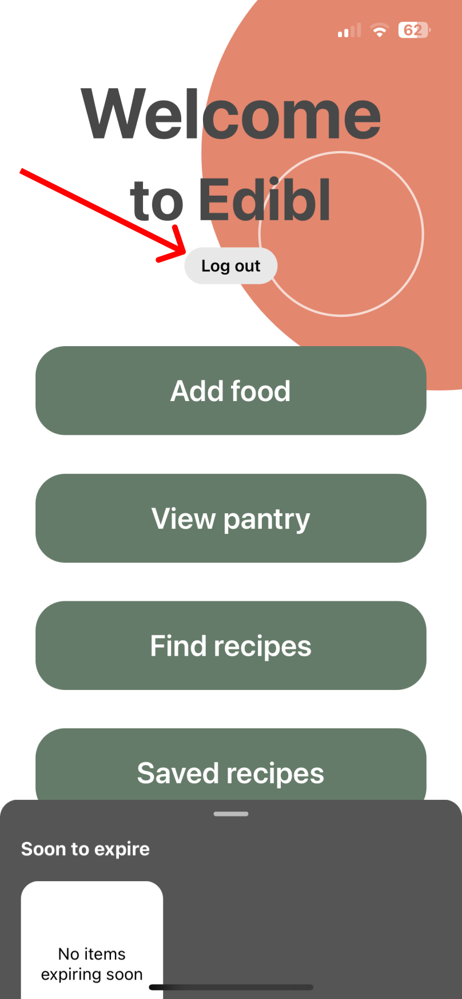 62
Welcome
to Edibl
Log out
Add food
View pantry
Find recipes
Saved recipes
Soon to expire
No items
expiring soon